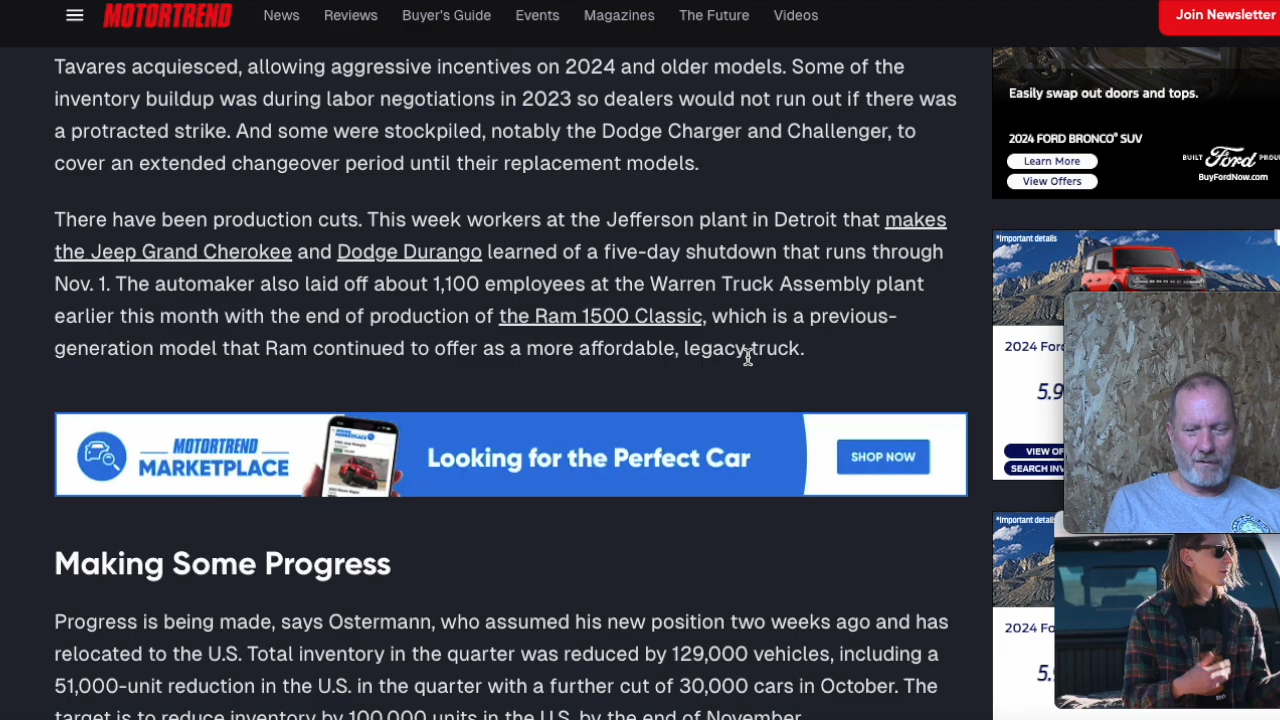 MOTORTREND
News Reviews Buyer's Guide Events Magazines The Future Videos
Join Newsletter
Tavares acquiesced, allowing aggressive incentives on 2024 and older models. Some of the
inventory buildup was during labor negotiations in 2023 so dealers would not run out if there was
a protracted strike. And some were stockpiled, notably the Dodge Charger and Challenger, to
cover an extended changeover period until their replacement models.
There have been production cuts. This week workers at the Jefferson plant in Detroit that makes
the Jeep Grand Cherokee and Dodge Durango learned of a five-day shutdown that runs through
Nov. 1. The automaker also laid off about 1,100 employees at the Warren Truck Assembly plant
earlier this month with the end of production of the Ram 1500 Classic, which is a previous-
generation model that Ram continued to offer as a more affordable, legacy truck.
MOTORTREND
MARKETPLACE
Looking for the Perfect Car
SHOP NOW
Making Some Progress
Progress is being made, says Ostermann, who assumed his new position two weeks ago and has
relocated to the U.S. Total inventory in the quarter was reduced by 129,000 vehicles, including a
51,000-unit reduction in the U.S. in the quarter with a further cut of 30,000 cars in October. The
target is to reduce inventory by 100,000 units in the U.S. by the end of November.
Easily swap out doors and tops.
2024 FORD BRONCO® SUV
Learn More
View Offers
BUILT Ford PROU
BuyFordNow.com
*Important details
2024 Ford
5.9
VIEW OF
SEARCH INV
*Important detail
2024 Fo
5.